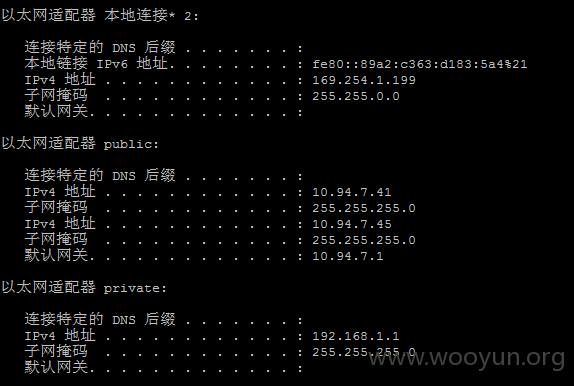 以太网适配器 本地连接* 2:
连接特定的 DNS 后缀 . . . . . . . :
本地链接 IPv6 地址. . . . . . . . : fe80::89a2:c363:d183:5a4%21
IPv4 地址 . . . . . . . . . . . . : 169.254.1.199
子网掩码 . . . . . . . . . . . . : 255.255.0.0
默认网关. . . . . . . . . . . . . :
以太网适配器 public:
连接特定的 DNS 后缀 . . . . . . . :
IPv4 地址 . . . . . . . . . . . . : 10.94.7.41
子网掩码 . . . . . . . . . . . . : 255.255.255.0
IPv4 地址 . . . . . . . . . . . . : 10.94.7.45
子网掩码 . . . . . . . . . . . . : 255.255.255.0
默认网关. . . . . . . . . . . . . : 10.94.7.1
以太网适配器 private:
连接特定的 DNS 后缀 . . . . . . . :
IPv4 地址 . . . . . . . . . . . . : 192.168.1.1
子网掩码 . . . . . . . . . . . . : 255.255.255.0
默认网关. . . . . . . . . . . . . :
www.wooyun.org